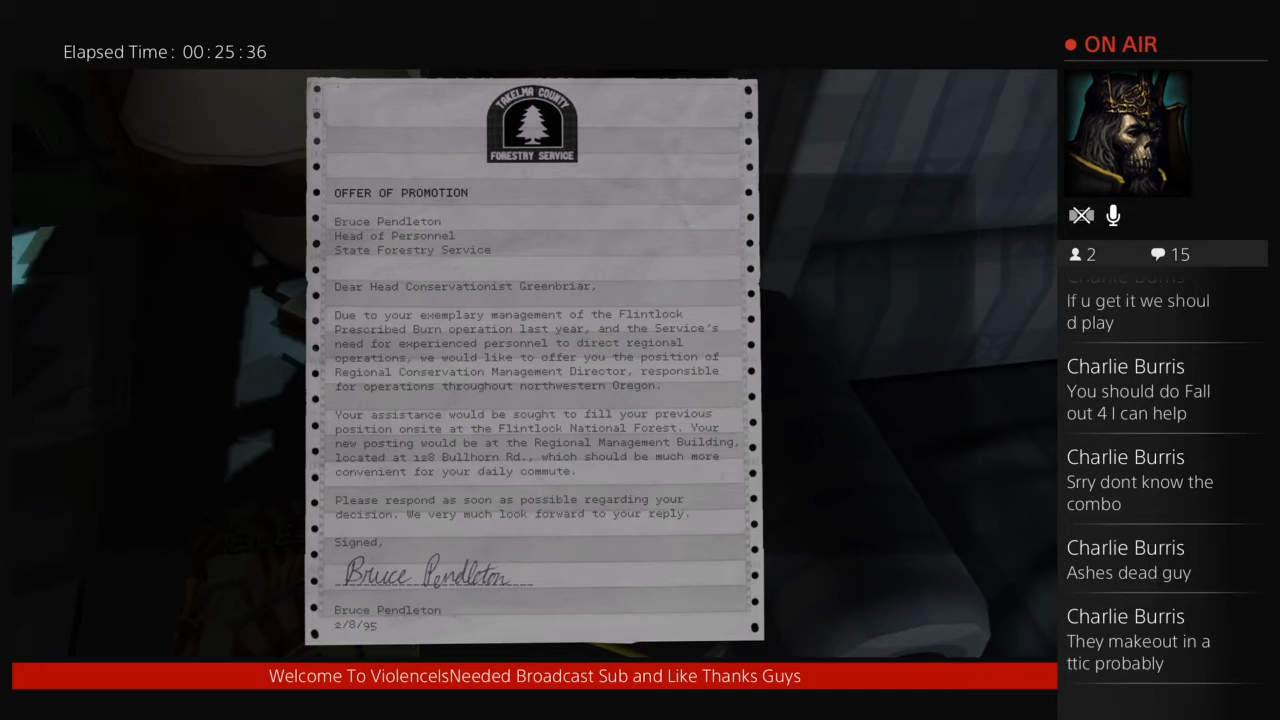 Elapsed Time: 00:25:36
TAKELMA COUNTY
FORESTRY SERVICE
OFFER OF PROMOTION
Bruce Pendleton
Head of Personnel
State Forestry Service
Dear Head Conservationist Greenbriar,
Due to your exemplary management of the Flintlock
Prescribed Burn operation last year, and the Service's
need for experienced personnel to direct regional
operations, we would like to offer you the position of
Regional Conservation Management Director, responsible
for operations throughout northwestern Oregon.
Your assistance would be sought to fill your previous
position onsite at the Flintlock National Forest. Your
new posting would be at the Regional Management Building,
located at 128 Bullhorn Rd., which should be much more
convenient for your daily commute.
Please respond as soon as possible regarding your
decision. We very much look forward to your reply.
Signed,
Bruce Pendleton
Bruce Pendleton
2/8/95
Welcome To ViolenceIsNeeded Broadcast Sub and Like Thanks Guys
ON AIR
2 15
Charlie Burris
If u get it we shoul
d play
Charlie Burris
You should do Fall
out 4 I can help
Charlie Burris
Srry dont know the
combo
Charlie Burris
Ashes dead guy
Charlie Burris
They makeout in a
ttic probably